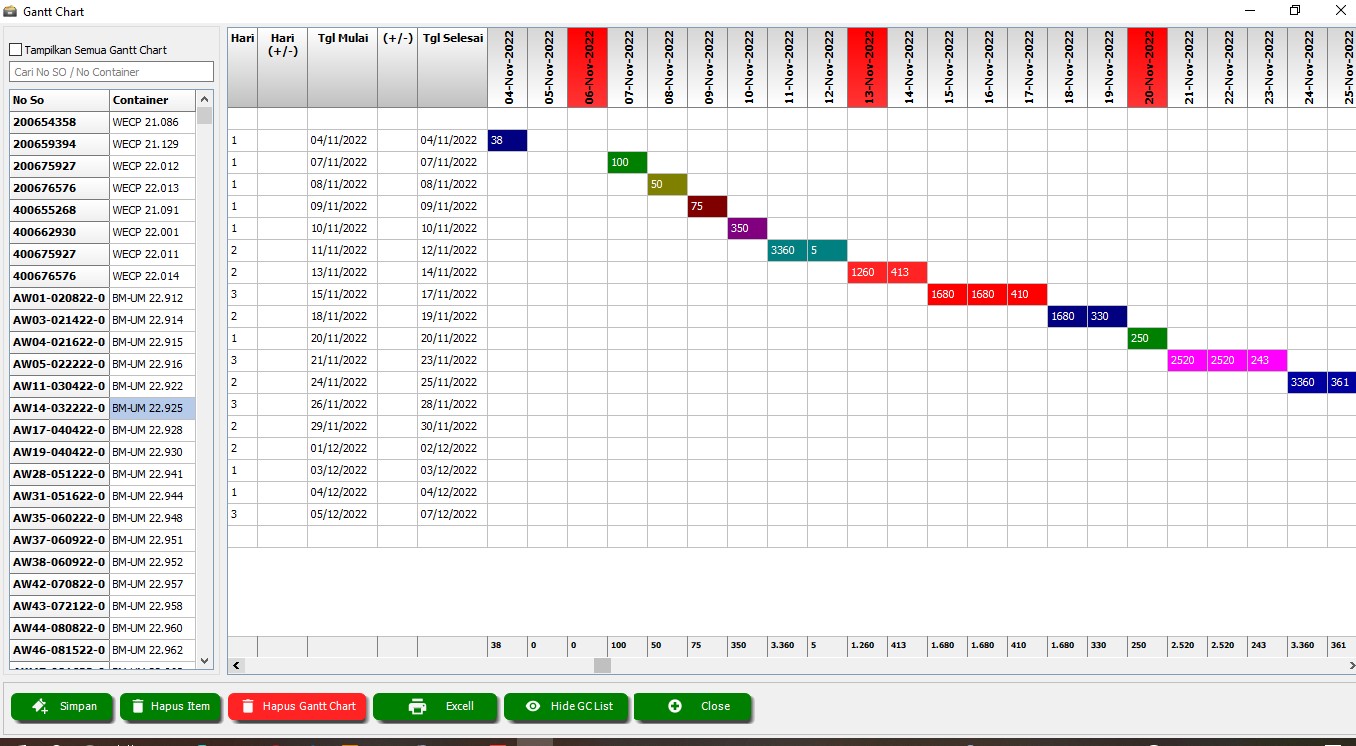 Gantt Chart
Tampilkan Semua Gantt Chart
Cari No SO / No Container
No So Container
200654358 WECP 21.086
200659394 WECP 21.129
200675927 WECP 22.012
200676576 WECP 22.013
400655268 WECP 21.091
400662930 WECP 22.001
400675927 WECP 22.011
400676576 WECP 22.014
AW01-020822-0 BM-UM 22.912
AW03-021422-0 BM-UM 22.914
AW04-021622-0 BM-UM 22.915
AW05-022222-0 BM-UM 22.916
AW11-030422-0 BM-UM 22.922
AW14-032222-0 BM-UM 22.925
AW17-040422-0 BM-UM 22.928
AW19-040422-0 BM-UM 22.930
AW28-051222-0 BM-UM 22.941
AW31-051622-0 BM-UM 22.944
AW35-060222-0 BM-UM 22.948
AW37-060922-0 BM-UM 22.951
AW38-060922-0 BM-UM 22.952
AW42-070822-0 BM-UM 22.957
AW43-072122-0 BM-UM 22.958
AW44-080822-0 BM-UM 22.960
AW46-081522-0 BM-UM 22.962
Hari Hari (+/-) Tgl Mulai (+/-) Tgl Selesai 04-Nov-2022 05-Nov-2022 06-Nov-2022 07-Nov-2022 08-Nov-2022 09-Nov-2022 10-Nov-2022 11-Nov-2022 12-Nov-2022 13-Nov-2022 14-Nov-2022 15-Nov-2022 16-Nov-2022 17-Nov-2022 18-Nov-2022 19-Nov-2022 20-Nov-2022 21-Nov-2022 22-Nov-2022 23-Nov-2022 24-Nov-2022 25-Nov-2022
1 04/11/2022 04/11/2022 38
1 07/11/2022 07/11/2022 100
1 08/11/2022 08/11/2022 50
1 09/11/2022 09/11/2022 75
1 10/11/2022 10/11/2022 350
2 11/11/2022 12/11/2022 3360 5
2 13/11/2022 14/11/2022 1260 413
3 15/11/2022 17/11/2022 1680 1680 410
2 18/11/2022 19/11/2022 1680 330
1 20/11/2022 20/11/2022 250
3 21/11/2022 23/11/2022 2520 2520 243
2 24/11/2022 25/11/2022 3360 361
3 26/11/2022 28/11/2022
2 29/11/2022 30/11/2022
2 01/12/2022 02/12/2022
1 03/12/2022 03/12/2022
1 04/12/2022 04/12/2022
3 05/12/2022 07/12/2022
38 0 0 100 50 75 350 3.360 5 1.260 413 1.680 1.680 410 1.680 330 250 2.520 2.520 243 3.360 361
Simpan Hapus Item Hapus Gantt Chart Excell Hide GC List Close